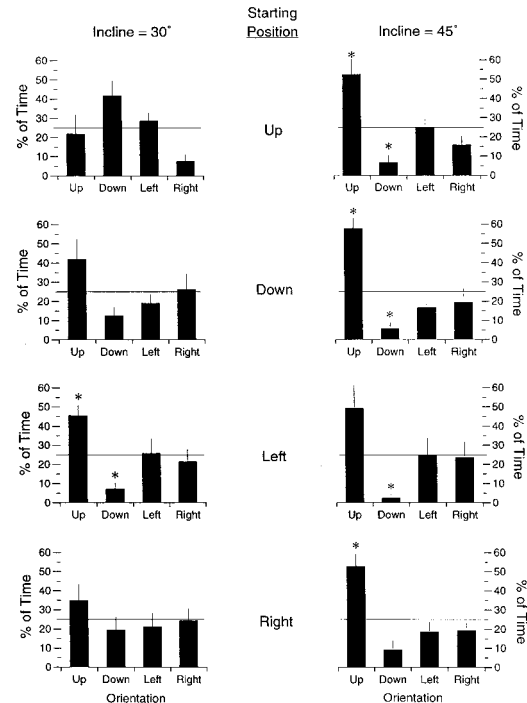 Starting
Incline = 30° Position Incline = 45°
*
60 60
50 50
40 40
30 30
20 20
10 10
0 0
% of Time Up % of Time
*
Up Down Left Right Up Down Left Right
*
60 60
50 50
40 40
30 30
20 20
10 10
0 0
% of Time Down % of Time
*
Up Down Left Right Up Down Left Right
60 60
50 50
40 40
30 30
20 20
10 10
0 0
% of Time Left % of Time
* * *
Up Down Left Right Up Down Left Right
*
60 60
50 50
40 40
30 30
20 20
10 10
0 0
% of Time Right % of Time
Up Down Left Right Up Down Left Right
Orientation Orientation